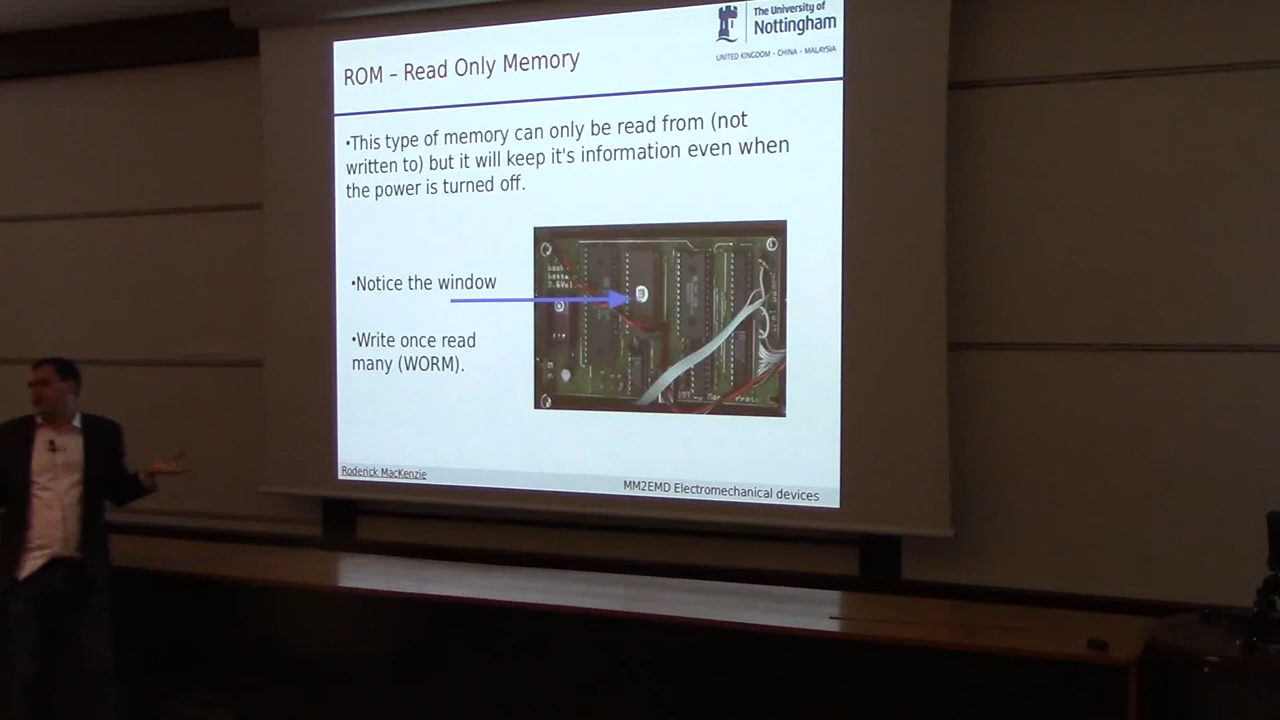 The University of
Nottingham
UNITED KINGDOM · CHINA · MALAYSIA
ROM – Read Only Memory
•This type of memory can only be read from (not
written to) but it will keep it's information even when
the power is turned off.
•Notice the window
•Write once read
many (WORM).
Roderick MacKenzie
MM2EMD Electromechanical devices